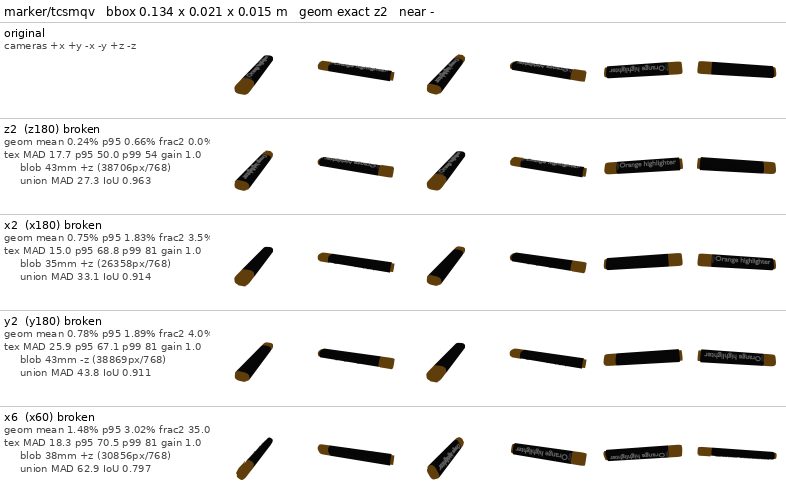 marker/tcsmqv bbox 0.134 x 0.021 x 0.015 m geom exact z2 near -
original
cameras +x +y -x -y +z -z
Orange highlighter
z2 (z180) broken
geom mean 0.24% p95 0.66% frac2 0.0%
tex MAD 17.7 p95 50.0 p99 54 gain 1.0
blob 43mm +z (38706px/768)
union MAD 27.3 IoU 0.963
Orange highlighter
x2 (x180) broken
geom mean 0.75% p95 1.83% frac2 3.5%
tex MAD 15.0 p95 68.8 p99 81 gain 1.0
blob 35mm +z (26358px/768)
union MAD 33.1 IoU 0.914
Orange highlighter
y2 (y180) broken
geom mean 0.78% p95 1.89% frac2 4.0%
tex MAD 25.9 p95 67.1 p99 81 gain 1.0
blob 43mm -z (38869px/768)
union MAD 43.8 IoU 0.911
Orange highlighter
x6 (x60) broken
geom mean 1.48% p95 3.02% frac2 35.0
tex MAD 18.3 p95 70.5 p99 81 gain 1.0
blob 38mm +z (30856px/768)
union MAD 62.9 IoU 0.797
Orange highlighter
Orange highlighter